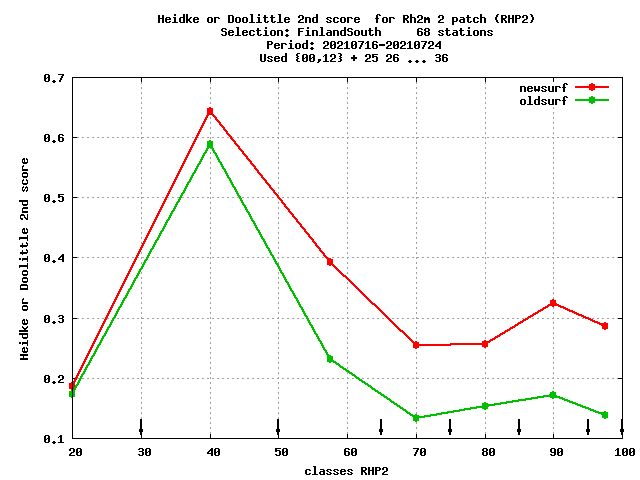 Heidke or Doolittle 2nd score  for Rh2m 2 patch (RHP2)
Selection: FinlandSouth     68 stations
Period: 20210716-20210724
Used {00,12} + 25 26 ... 36
newsurf
oldsurf
0.7
0.6
0.5
0.4
0.3
0.2
0.1
Heidke or Doolittle 2nd score
20 30 40 50 60 70 80 90 100
classes RHP2